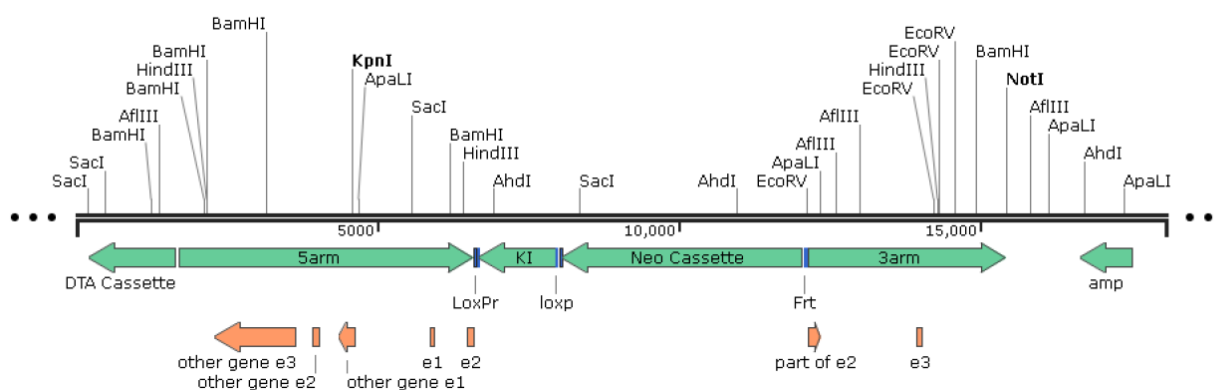 BamHI
EcoRV
BamHI KpnI EcoRV BamHI
HindIII ApaLI HindIII NotI
BamHI EcoRV
AflIII SacI AflIII AflIII
BamHI BamHI AflIII ApaLI
SacI HindIII ApaLI AhdI
SacI AhdI SacI AhdI EcoRV ApaLI
5000 10,000 15,000
5arm KI Neo Cassette 3arm
DTA Cassette LoxPr loxp Frt amp
other gene e3 e1 e2 part of e2 e3
other gene e2 other gene e1